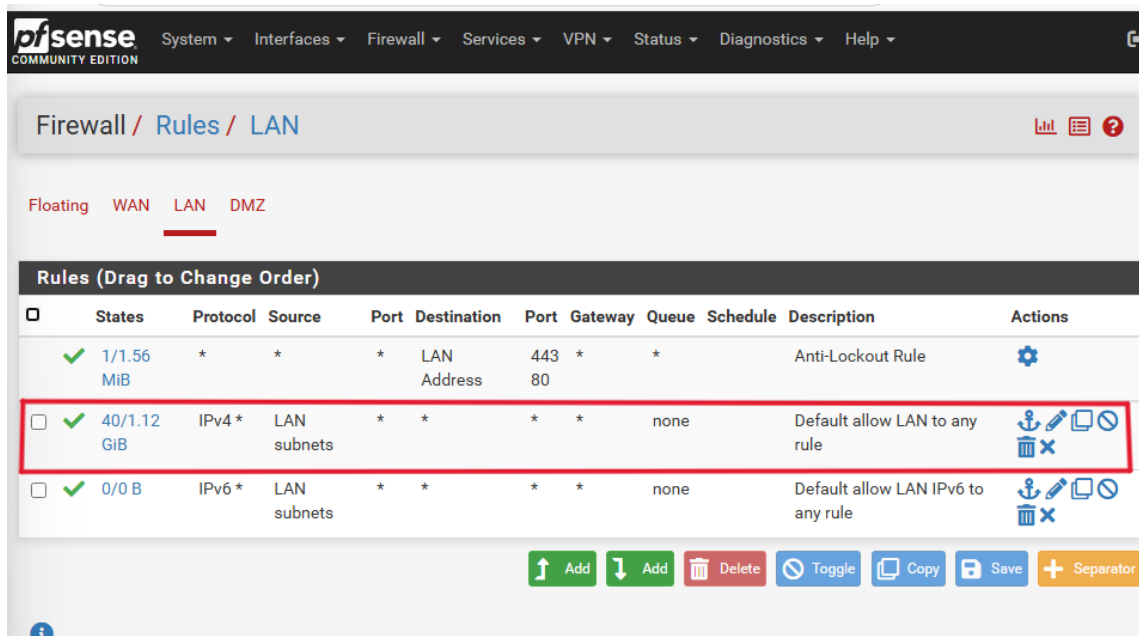 pfsense
COMMUNITY EDITION
System Interfaces Firewall Services VPN Status Diagnostics Help
Firewall / Rules / LAN
Floating WAN LAN DMZ
Rules (Drag to Change Order)
States Protocol Source Port Destination Port Gateway Queue Schedule Description Actions
1/1.56 * * * LAN 443 * * Anti-Lockout Rule
MiB Address 80
40/1.12 IPv4 * LAN * * * * none Default allow LAN to any
GiB subnets rule
0/0 B IPv6 * LAN * * * * none Default allow LAN IPv6 to
subnets any rule
Add Add Delete Toggle Copy Save Separator